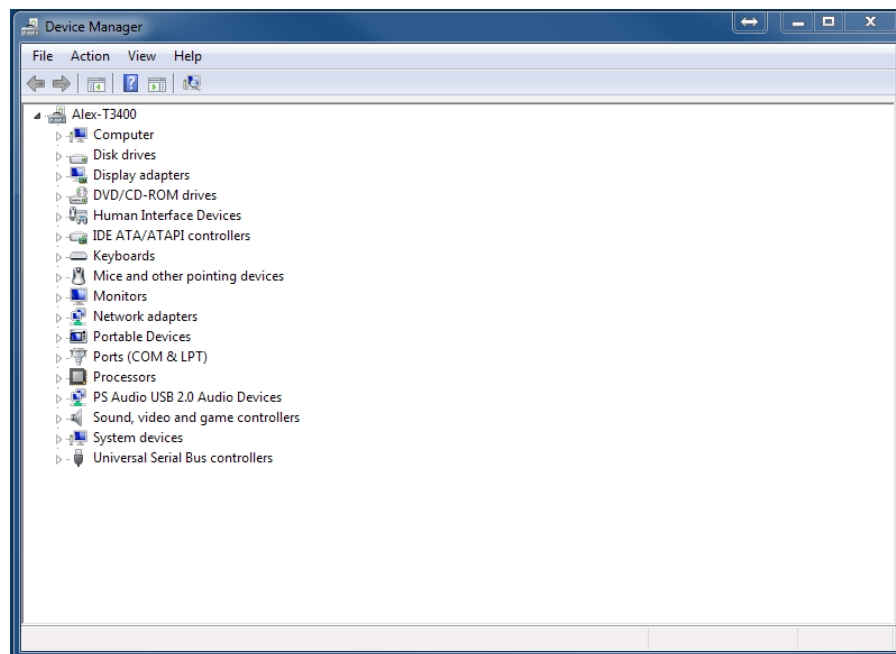 Device Manager
File Action View Help
Alex-T3400
Computer
Disk drives
Display adapters
DVD/CD-ROM drives
Human Interface Devices
IDE ATA/ATAPI controllers
Keyboards
Mice and other pointing devices
Monitors
Network adapters
Portable Devices
Ports (COM & LPT)
Processors
PS Audio USB 2.0 Audio Devices
Sound, video and game controllers
System devices
Universal Serial Bus controllers